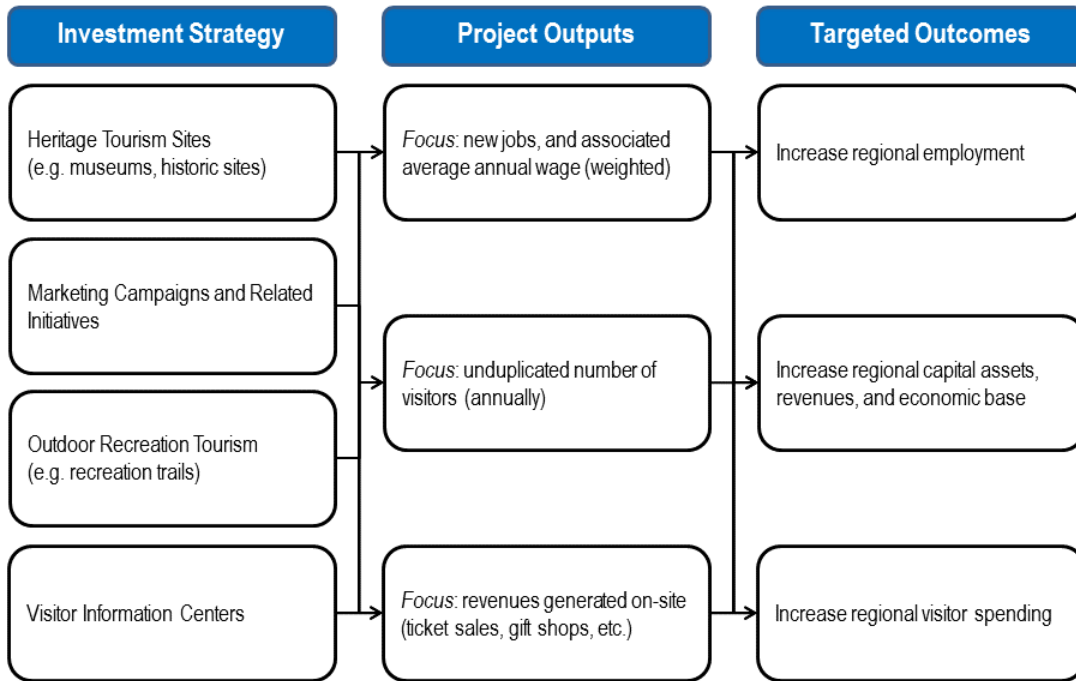 Investment Strategy
Project Outputs
Targeted Outcomes
Heritage Tourism Sites
(e.g. museums, historic sites)
Marketing Campaigns and Related
Initiatives
Outdoor Recreation Tourism
(e.g. recreation trails)
Visitor Information Centers
Focus: new jobs, and associated
average annual wage (weighted)
Focus: unduplicated number of
visitors (annually)
Focus: revenues generated on-site
(ticket sales, gift shops, etc.)
Increase regional employment
Increase regional capital assets,
revenues, and economic base
Increase regional visitor spending